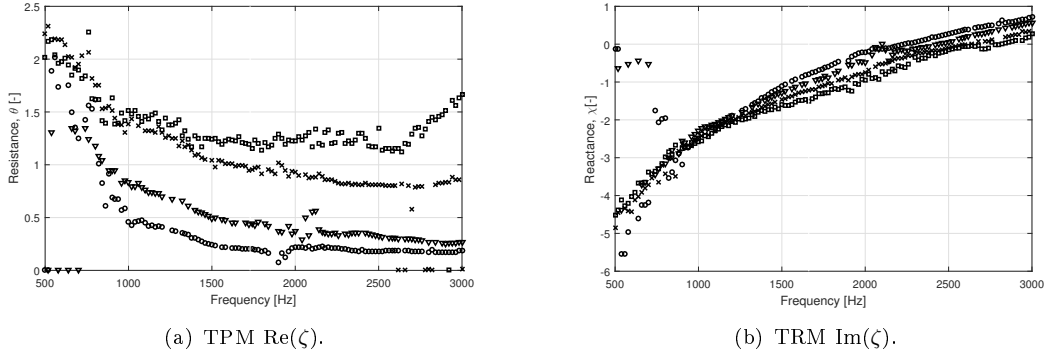 2.5
2
1.5
1
0.5
0
Resistance, θ [-]
500 1000 1500 2000 2500 3000
Frequency [Hz]
(a) TPM Re(ζ).
1
0
-1
-2
-3
-4
-5
-6
Reactance, χ[-]
500 1000 1500 2000 2500 3000
Frequency [Hz]
(b) TRM Im(ζ).